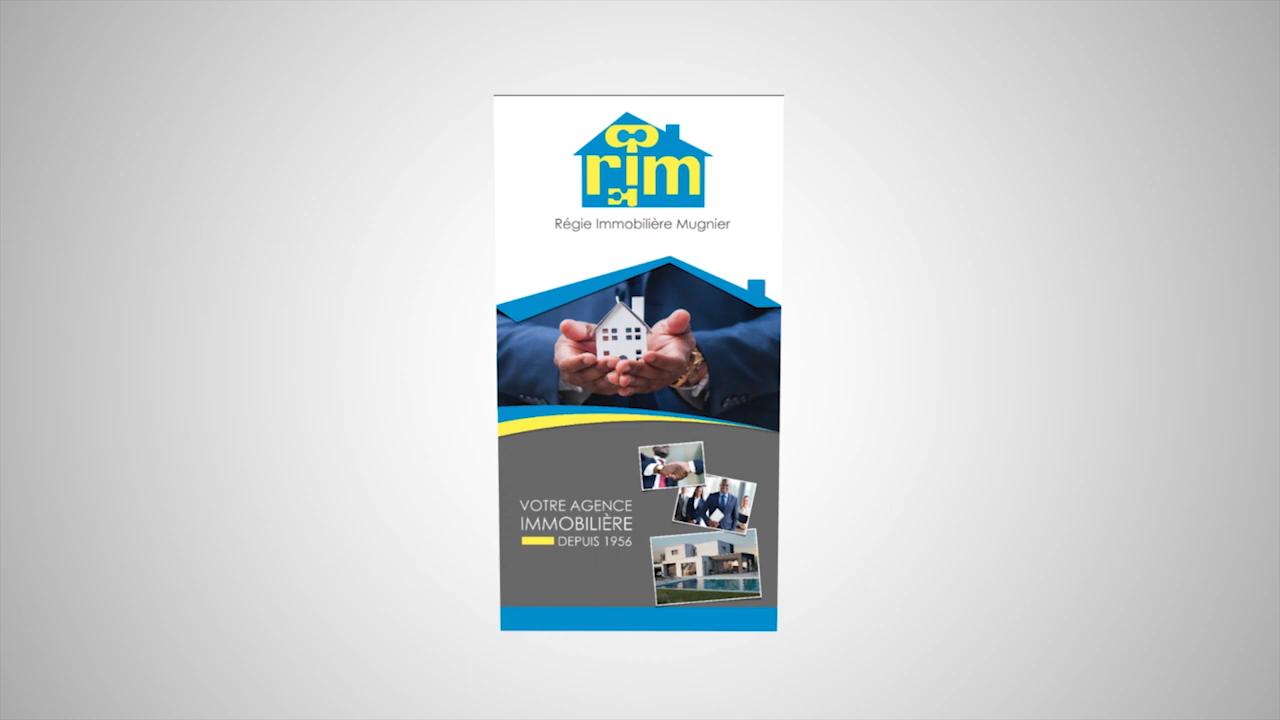 rim
Régie Immobilière Mugnier
VOTRE AGENCE
IMMOBILIÈRE
DEPUIS 1956